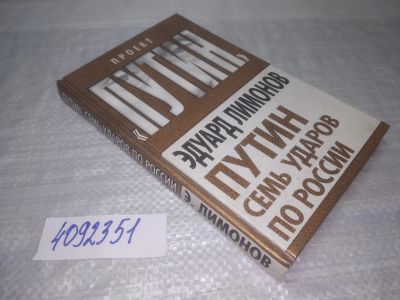 ПРОЕКТ
«ПУТИН»
ЭДУАРД ЛИМОНОВ
ПУТИН
СЕМЬ УДАРОВ
ПО РОССИИ
ПУТИН. СЕМЬ УДАРОВ ПО РОССИИ Э. ЛИМОНОВ
4092351